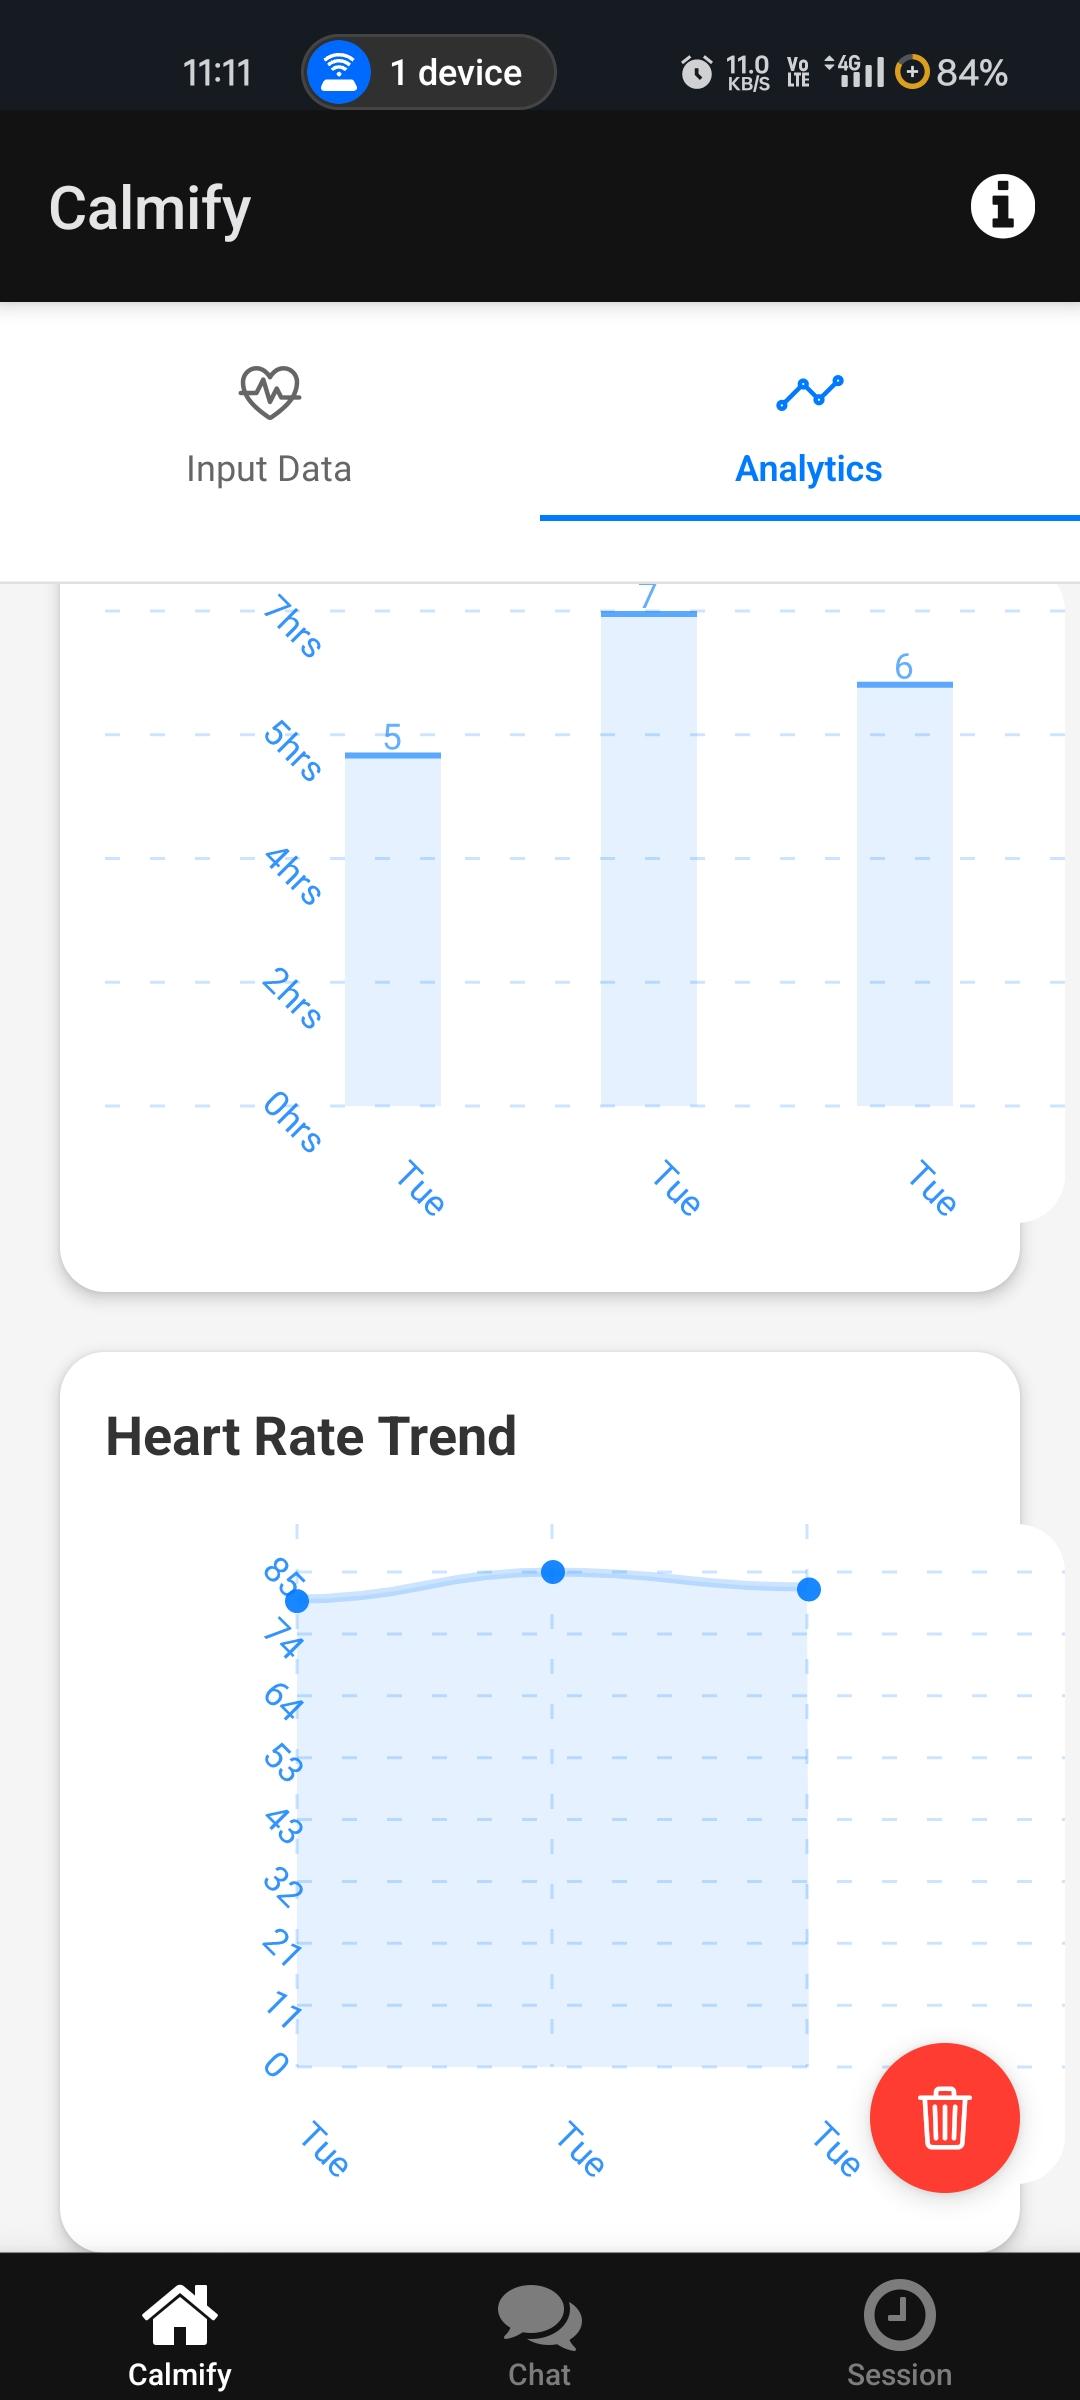 11:11 1 device 11.0 KB/S Vo LTE 4G 84%
Calmify
Input Data Analytics
7
7hrs
6
5
5hrs
4hrs
2hrs
0hrs
Tue Tue Tue
Heart Rate Trend
85
74
64
53
43
32
21
11
0
Tue Tue Tue
Calmify Chat Session